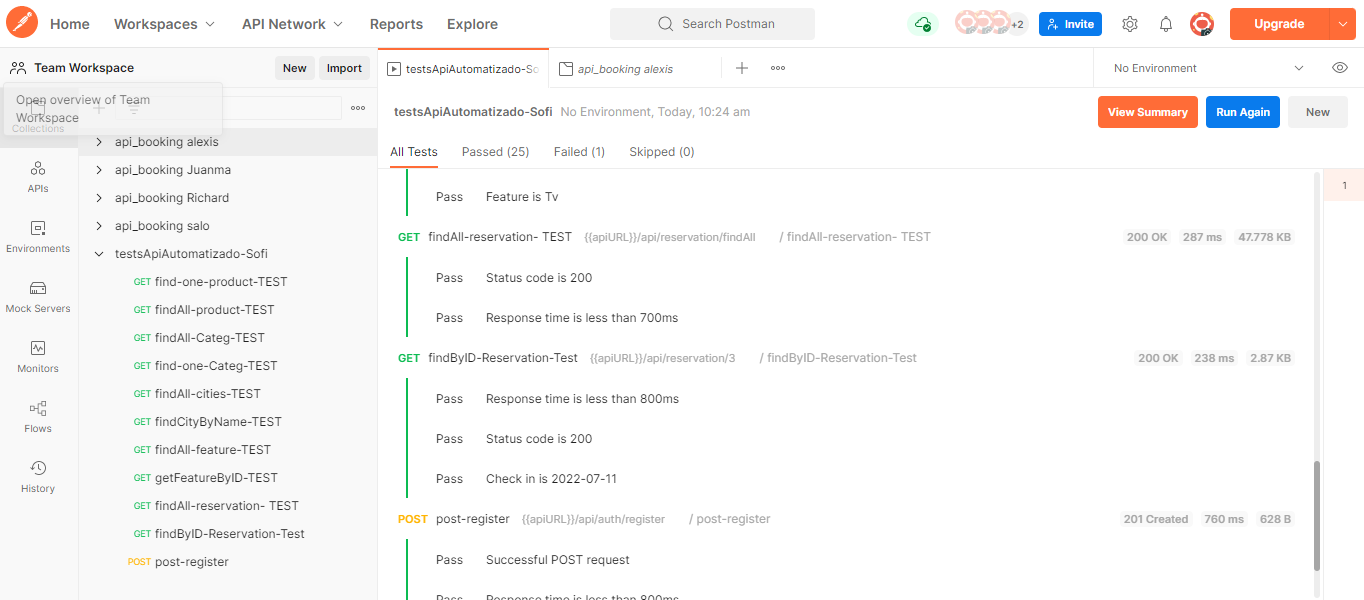 Home Workspaces API Network Reports Explore Search Postman +2 Invite Upgrade
Team Workspace New Import
Open overview of Team
Workspace
Collections
APIs
Environments
Mock Servers
Monitors
Flows
History
api_booking alexis
api_booking Juanma
api_booking Richard
api_booking salo
testsApiAutomatizado-Sofi
GET find-one-product-TEST
GET findAll-product-TEST
GET findAll-Categ-TEST
GET find-one-Categ-TEST
GET findAll-cities-TEST
GET findCityByName-TEST
GET findAll-feature-TEST
GET getFeatureByID-TEST
GET findAll-reservation- TEST
GET findByID-Reservation-Test
POST post-register
testsApiAutomatizado-So api_booking alexis No Environment
testsApiAutomatizado-Sofi No Environment, Today, 10:24 am View Summary Run Again New
All Tests Passed (25) Failed (1) Skipped (0)
1
Pass Feature is Tv
GET findAll-reservation- TEST {{apiURL}}/api/reservation/findAll / findAll-reservation- TEST 200 OK 287 ms 47.778 KB
Pass Status code is 200
Pass Response time is less than 700ms
GET findByID-Reservation-Test {{apiURL}}/api/reservation/3 / findByID-Reservation-Test 200 OK 238 ms 2.87 KB
Pass Response time is less than 800ms
Pass Status code is 200
Pass Check in is 2022-07-11
POST post-register {{apiURL}}/api/auth/register / post-register 201 Created 760 ms 628 B
Pass Successful POST request
Pass Response time is less than 800ms